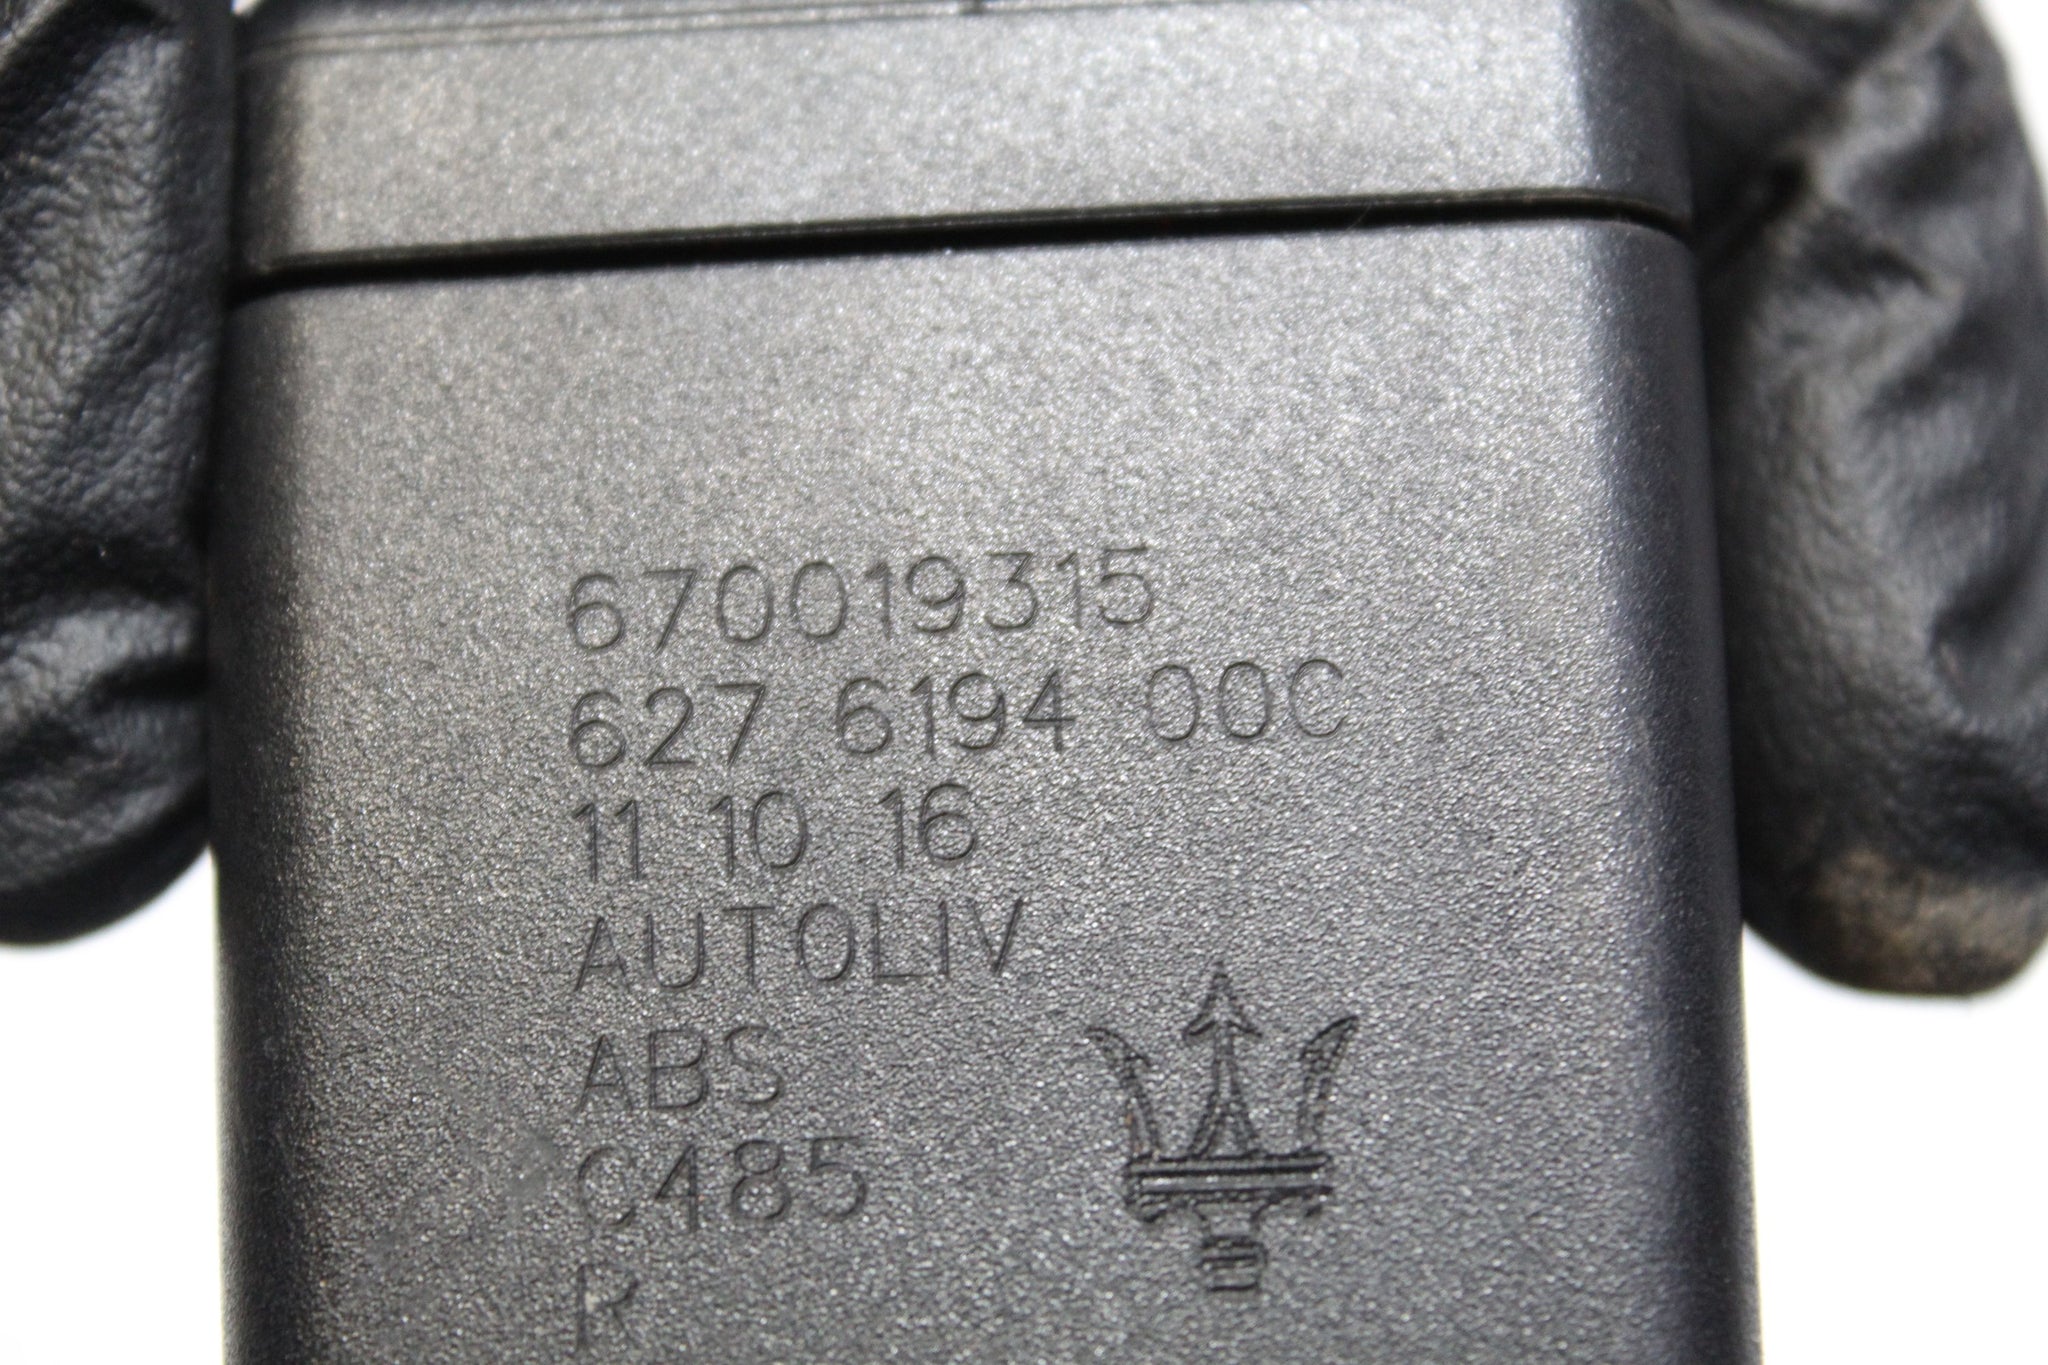 670019315
627 6194 00C
11 10 16
AUTOLIV
ABS
C485
R